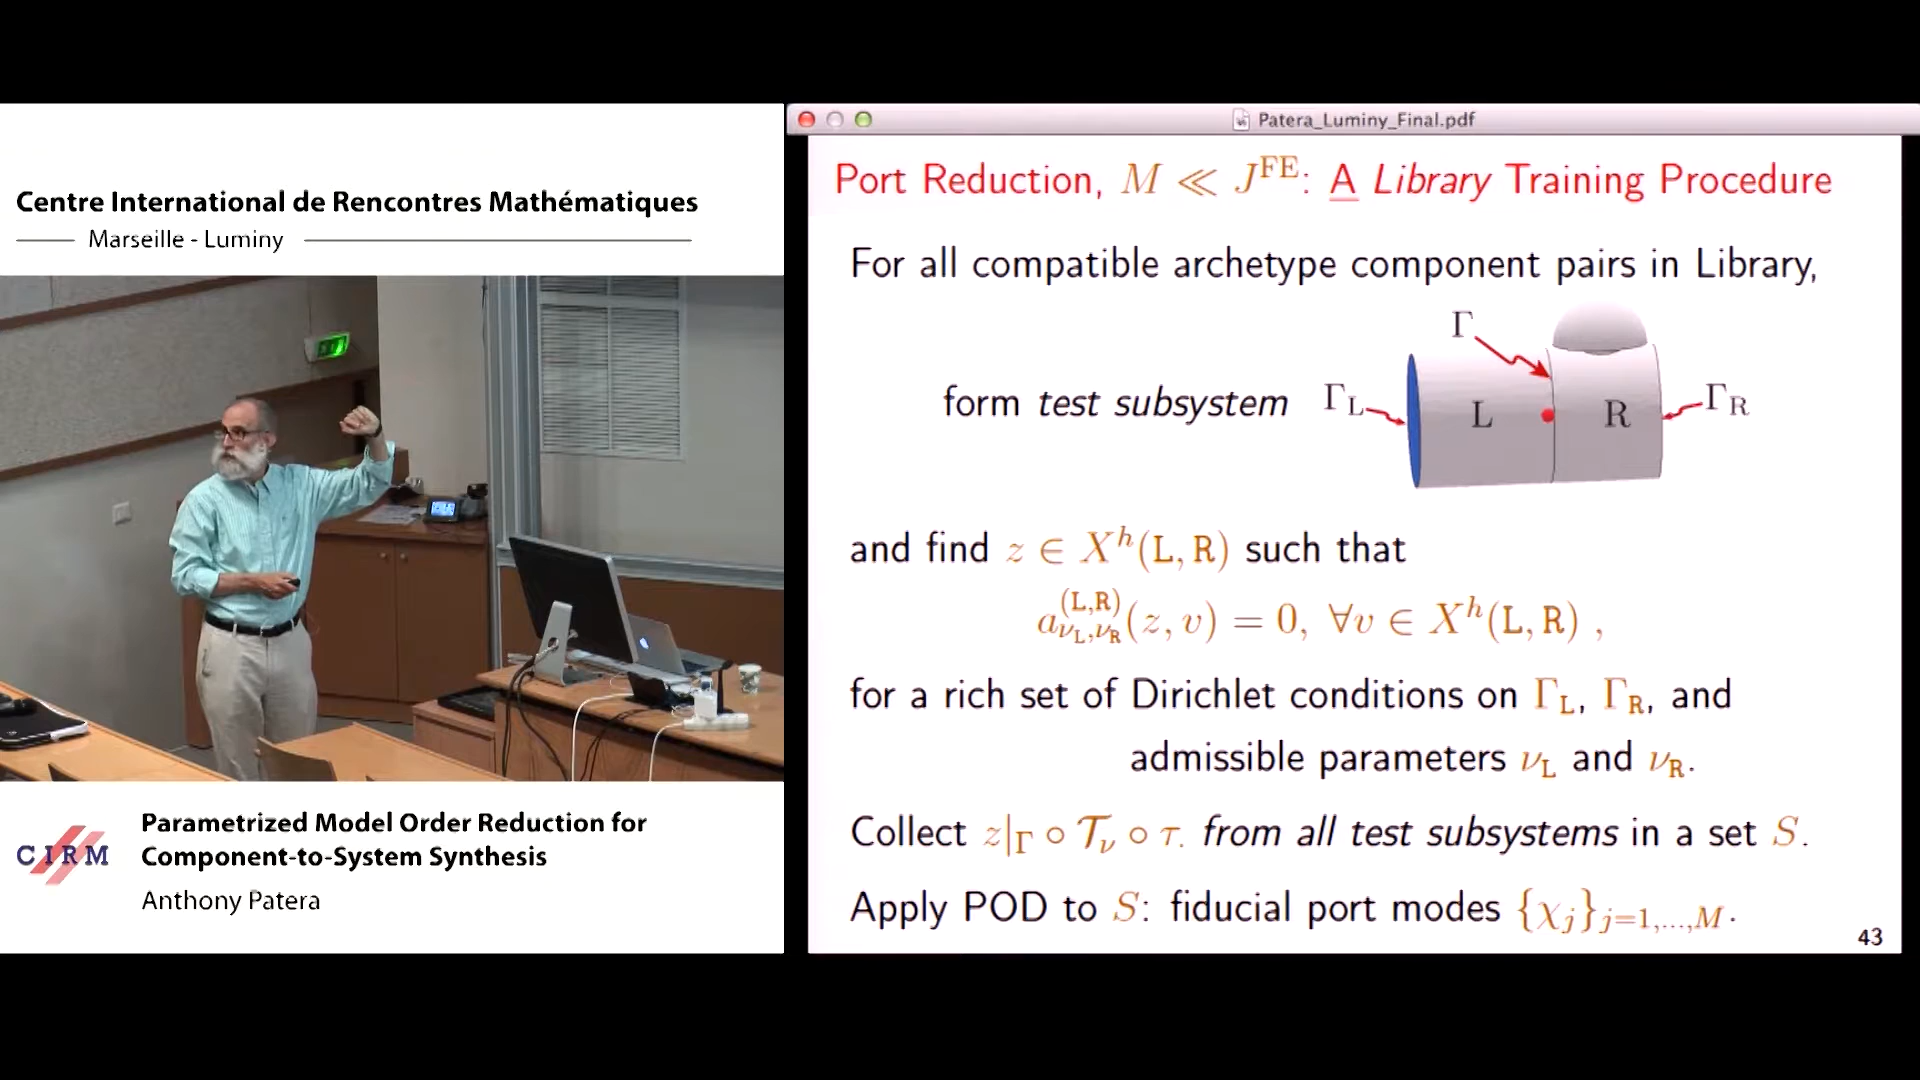 Centre International de Rencontres Mathématiques
Marseille - Luminy
CIRM
Parametrized Model Order Reduction for
Component-to-System Synthesis
Anthony Patera
Patera_Luminy_Final.pdf
Port Reduction, M ≪ J^FE: A Library Training Procedure
For all compatible archetype component pairs in Library,
Γ
form test subsystem Γ_L L R Γ_R
and find z ∈ X^h(L, R) such that
a^(L,R)_{ν_L,ν_R}(z, v) = 0, ∀v ∈ X^h(L, R) ,
for a rich set of Dirichlet conditions on Γ_L, Γ_R, and
admissible parameters ν_L and ν_R.
Collect z|_Γ ∘ 𝒯_ν ∘ τ. from all test subsystems in a set S.
Apply POD to S: fiducial port modes {χ_j}_{j=1,...,M}.
43